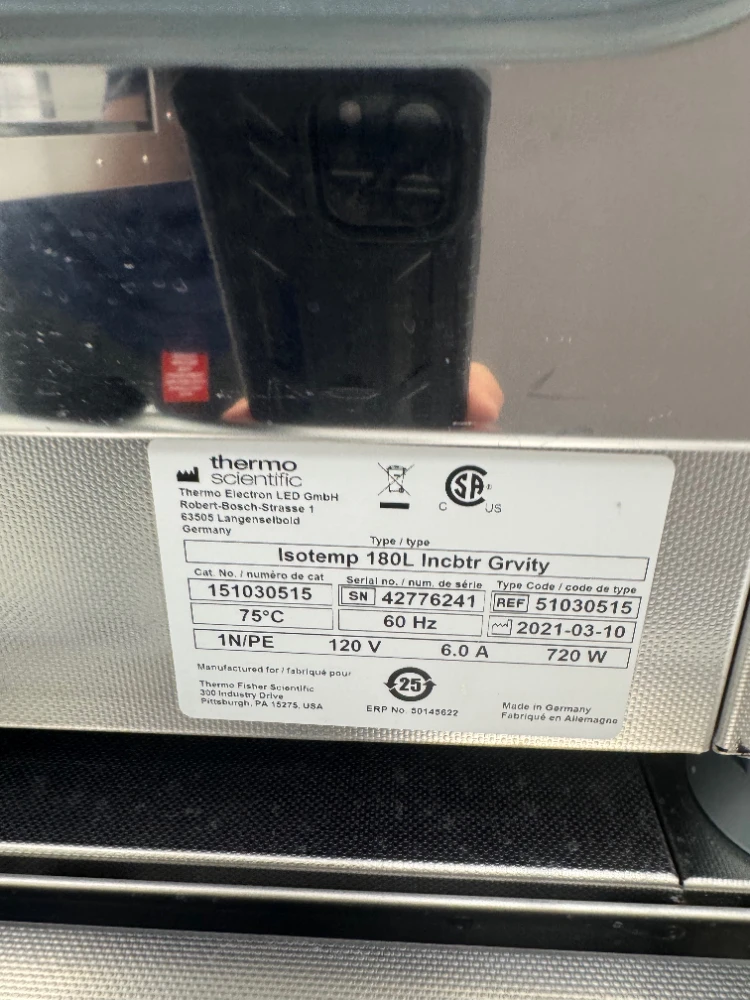 thermo
scientific
Thermo Electron LED GmbH
Robert-Bosch-Strasse 1
63505 Langenselbold
Germany
SA
C US
Type / type
Isotemp 180L Incbtr Grvity
Cat. No. / numéro de cat
151030515
Serial no. / num. de série
SN 42776241
Type Code / code de type
REF 51030515
75°C
60 Hz
2021-03-10
1N/PE 120 V 6.0 A 720 W
Manufactured for / fabriqué pour
Thermo Fisher Scientific
300 Industry Drive
Pittsburgh, PA 15275, USA
25
ERP No. 50145622
Made in Germany
Fabriqué en Allemagne